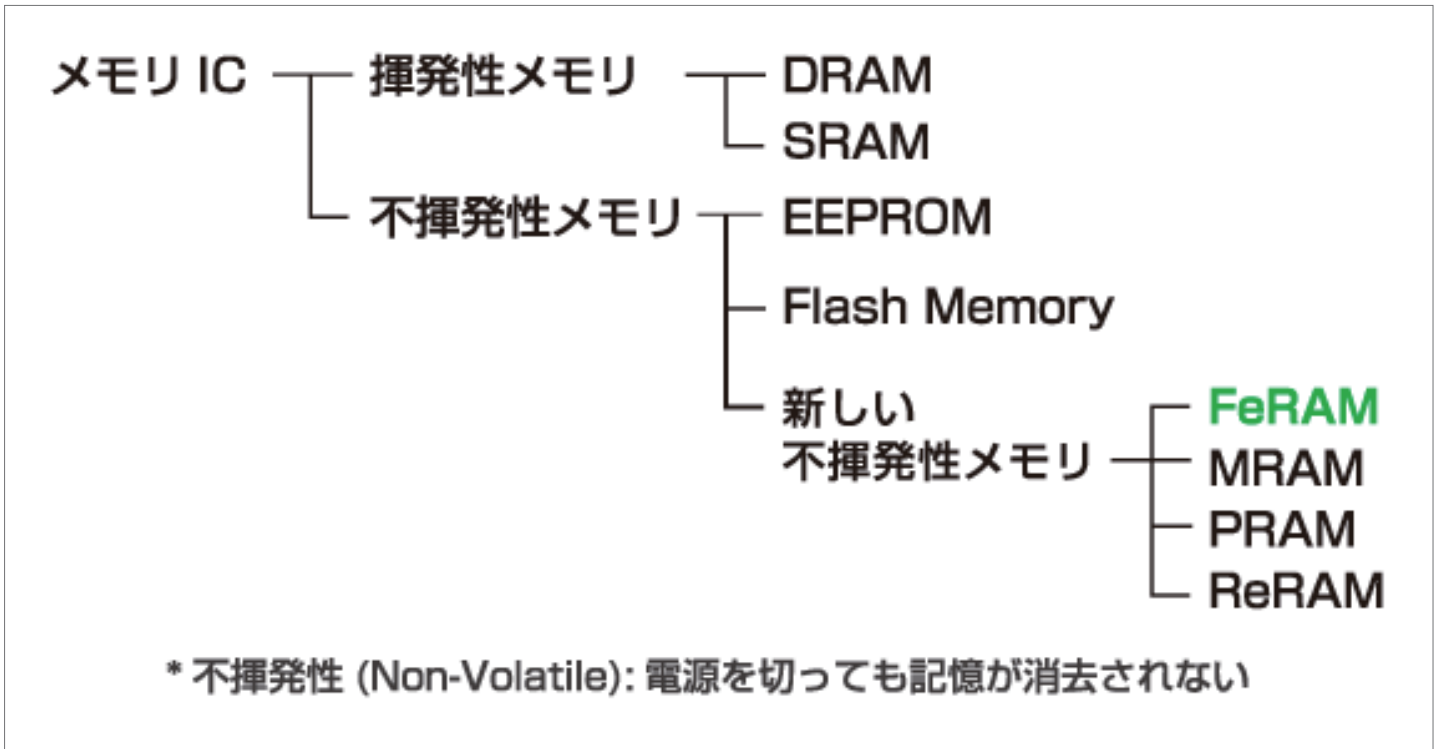 メモリ IC 揮発性メモリ DRAM
SRAM
不揮発性メモリ EEPROM
Flash Memory
新しい
不揮発性メモリ
FeRAM
MRAM
PRAM
ReRAM
* 不揮発性 (Non-Volatile): 電源を切っても記憶が消去されない